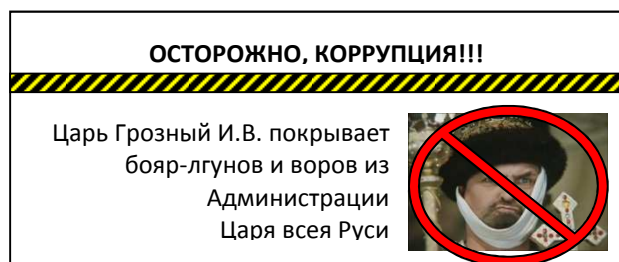 ОСТОРОЖНО, КОРРУПЦИЯ!!!
Царь Грозный И.В. покрывает
бояр-лгунов и воров из
Администрации
Царя всея Руси